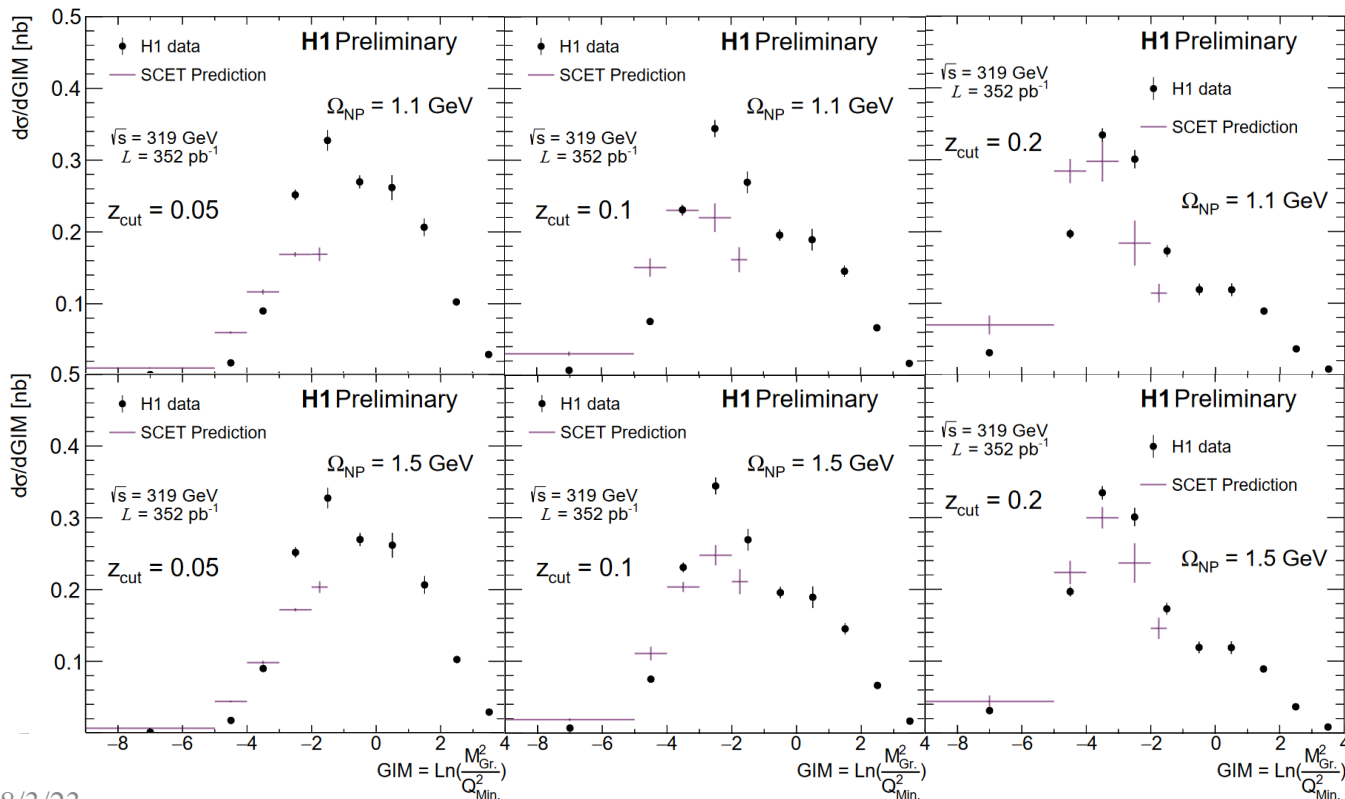 0.5
H1 Preliminary
H1 data
SCET Prediction
Ω_NP = 1.1 GeV
√s = 319 GeV
L = 352 pb⁻¹
z_cut = 0.05
dσ/dGIM [nb]
0.4
0.3
0.2
0.1
H1 Preliminary
H1 data
SCET Prediction
Ω_NP = 1.1 GeV
√s = 319 GeV
L = 352 pb⁻¹
z_cut = 0.1
H1 Preliminary
√s = 319 GeV
L = 352 pb⁻¹
H1 data
SCET Prediction
z_cut = 0.2
Ω_NP = 1.1 GeV
0.5
H1 Preliminary
H1 data
SCET Prediction
Ω_NP = 1.5 GeV
√s = 319 GeV
L = 352 pb⁻¹
z_cut = 0.05
dσ/dGIM [nb]
0.4
0.3
0.2
0.1
−8 −6 −4 −2 0 2 4
GIM = Ln(M²_Gr./Q²_Min.)
H1 Preliminary
H1 data
SCET Prediction
Ω_NP = 1.5 GeV
√s = 319 GeV
L = 352 pb⁻¹
z_cut = 0.1
−8 −6 −4 −2 0 2 4
GIM = Ln(M²_Gr./Q²_Min.)
H1 Preliminary
√s = 319 GeV
L = 352 pb⁻¹
H1 data
SCET Prediction
z_cut = 0.2
Ω_NP = 1.5 GeV
−8 −6 −4 −2 0 2 4
GIM = Ln(M²_Gr./Q²_Min.)